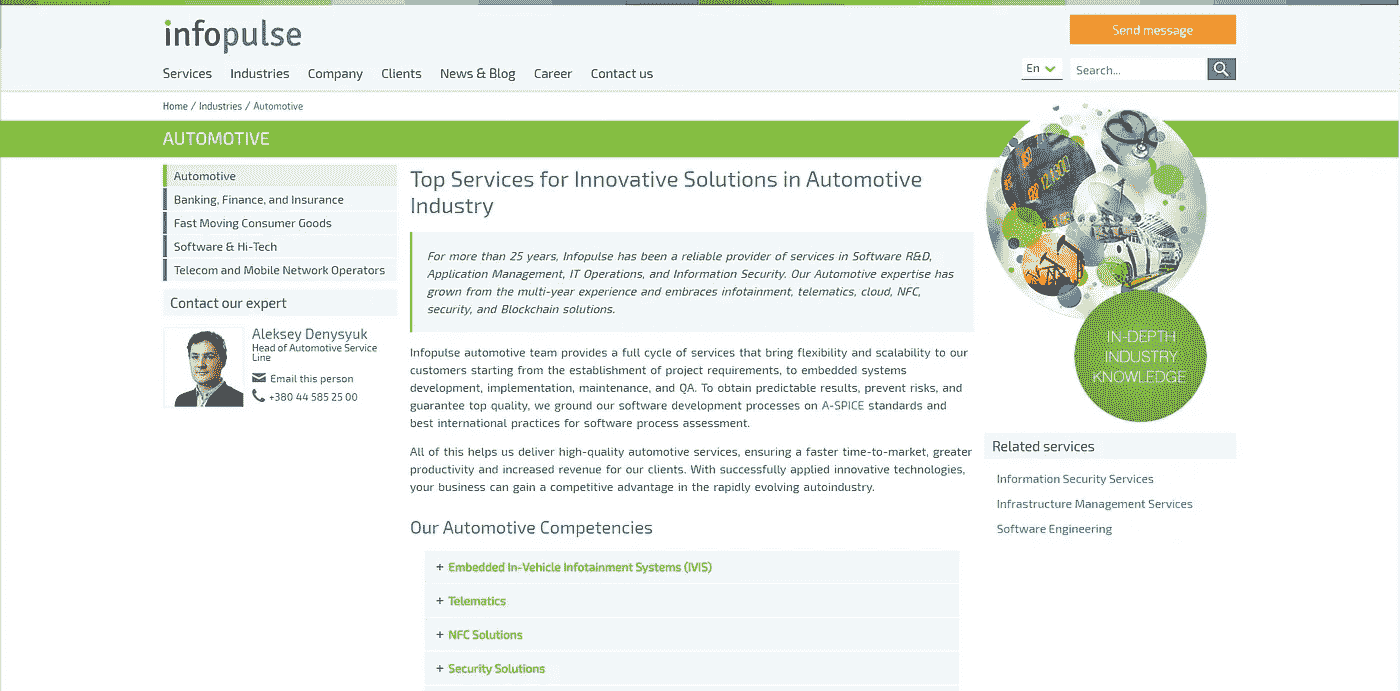 infopulse
Send message
Services Industries Company Clients News & Blog Career Contact us
En
Search...
Home / Industries / Automotive
AUTOMOTIVE
Automotive
Banking, Finance, and Insurance
Fast Moving Consumer Goods
Software & Hi-Tech
Telecom and Mobile Network Operators
Contact our expert
Aleksey Denysyuk
Head of Automotive Service
Line
Email this person
+380 44 585 25 00
Top Services for Innovative Solutions in Automotive
Industry
For more than 25 years, Infopulse has been a reliable provider of services in Software R&D,
Application Management, IT Operations, and Information Security. Our Automotive expertise has
grown from the multi-year experience and embraces infotainment, telematics, cloud, NFC,
security, and Blockchain solutions.
Infopulse automotive team provides a full cycle of services that bring flexibility and scalability to our
customers starting from the establishment of project requirements, to embedded systems
development, implementation, maintenance, and QA. To obtain predictable results, prevent risks, and
guarantee top quality, we ground our software development processes on A-SPICE standards and
best international practices for software process assessment.
All of this helps us deliver high-quality automotive services, ensuring a faster time-to-market, greater
productivity and increased revenue for our clients. With successfully applied innovative technologies,
your business can gain a competitive advantage in the rapidly evolving autoindustry.
Our Automotive Competencies
+ Embedded In-Vehicle Infotainment Systems (IVIS)
+ Telematics
+ NFC Solutions
+ Security Solutions
IN-DEPTH
INDUSTRY
KNOWLEDGE
Related services
Information Security Services
Infrastructure Management Services
Software Engineering